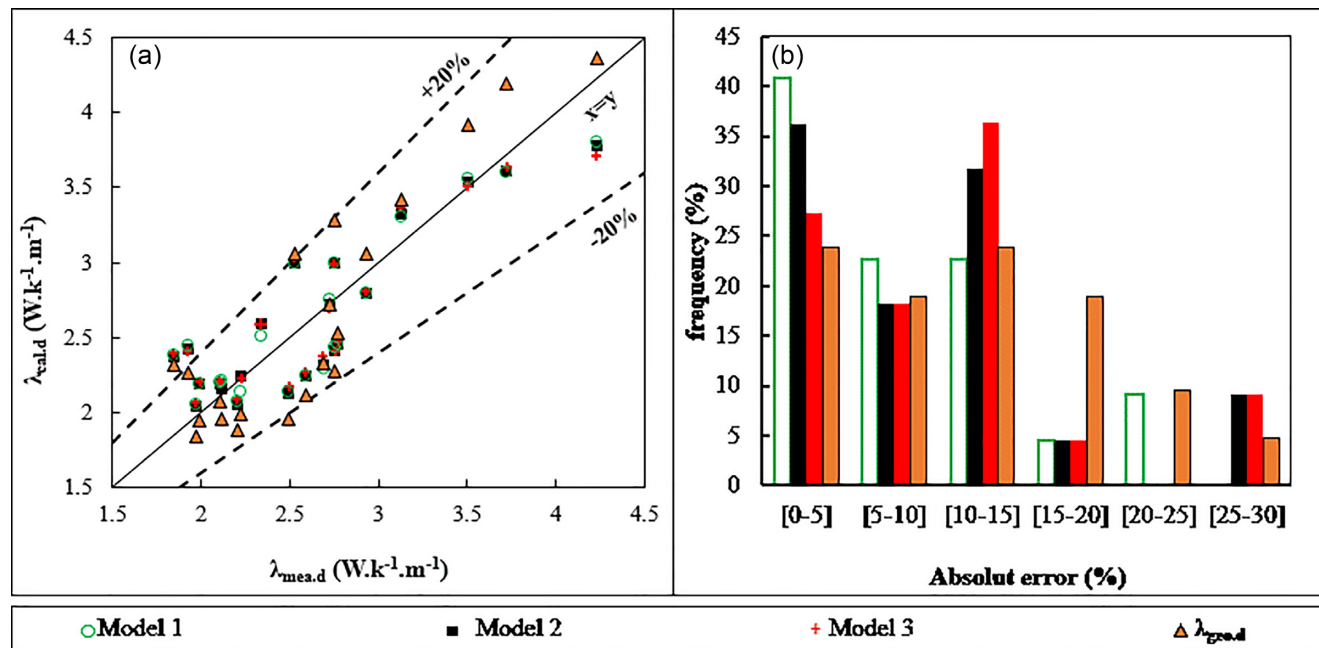 (a)
4.5
4
3.5
3
2.5
2
1.5
+20%
x=y
-20%
1.5 2 2.5 3 3.5 4 4.5
λcal.d (W.k-1.m-1)
λmea.d (W.k-1.m-1)
(b)
45
40
35
30
25
20
15
10
5
0
frequency (%)
[0-5] [5-10] [10-15] [15-20] [20-25] [25-30]
Absolut error (%)
Model 1 Model 2 Model 3 λgeo.d